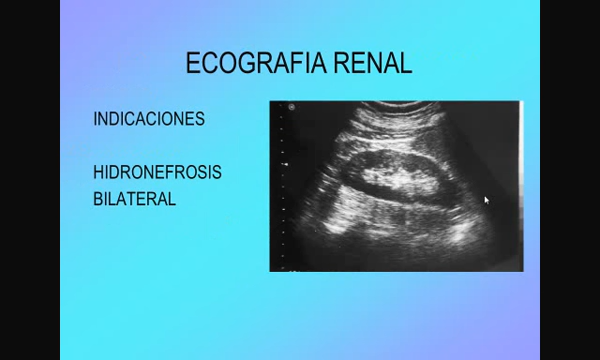 ECOGRAFIA RENAL
INDICACIONES
HIDRONEFROSIS
BILATERAL